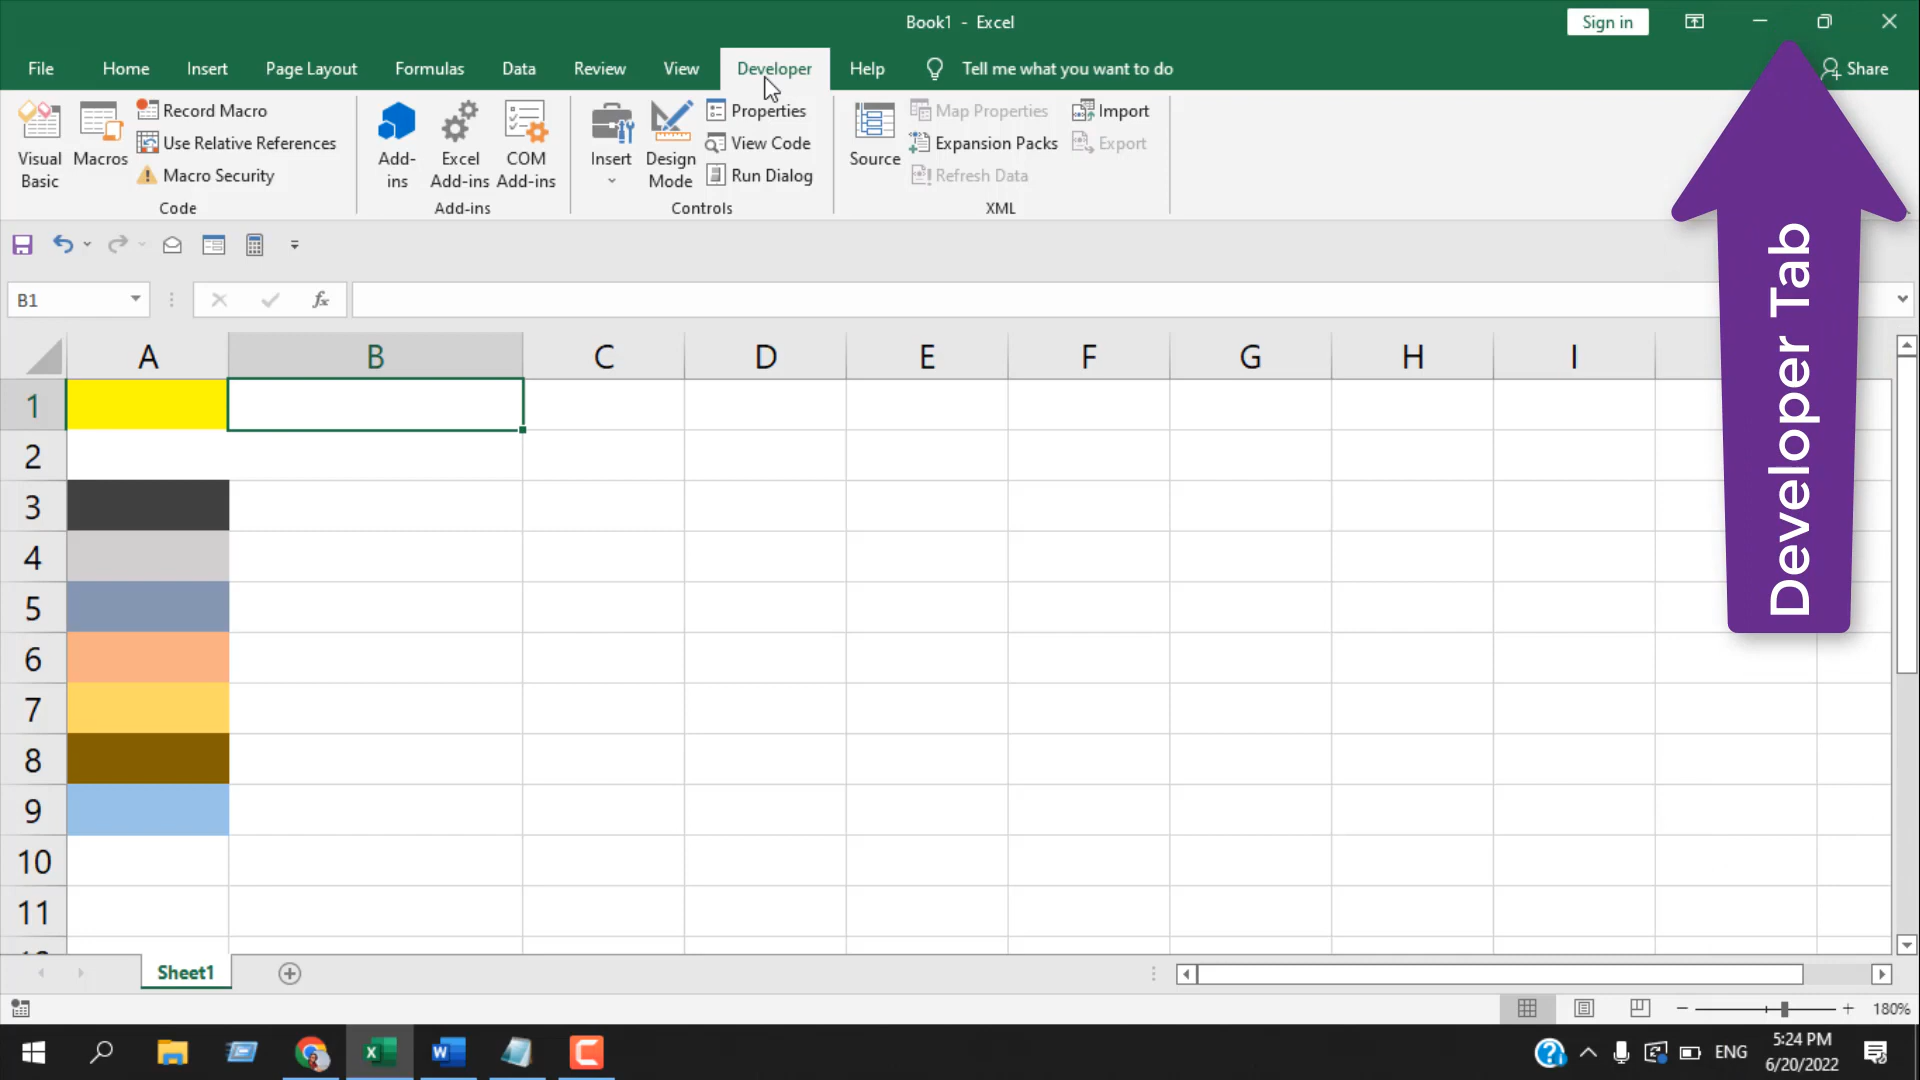 Book1 - Excel
Sign in
File Home Insert Page Layout Formulas Data Review View Developer Help Tell me what you want to do Share
Visual Basic
Macros
Record Macro
Use Relative References
Macro Security
Code
Add-ins
Excel Add-ins
COM Add-ins
Add-ins
Insert
Design Mode
Properties
View Code
Run Dialog
Controls
Source
Map Properties
Expansion Packs
Refresh Data
Import
Export
XML
Developer Tab
B1
fx
A B C D E F G H I
1
2
3
4
5
6
7
8
9
10
11
Sheet1
180%
ENG
5:24 PM
6/20/2022